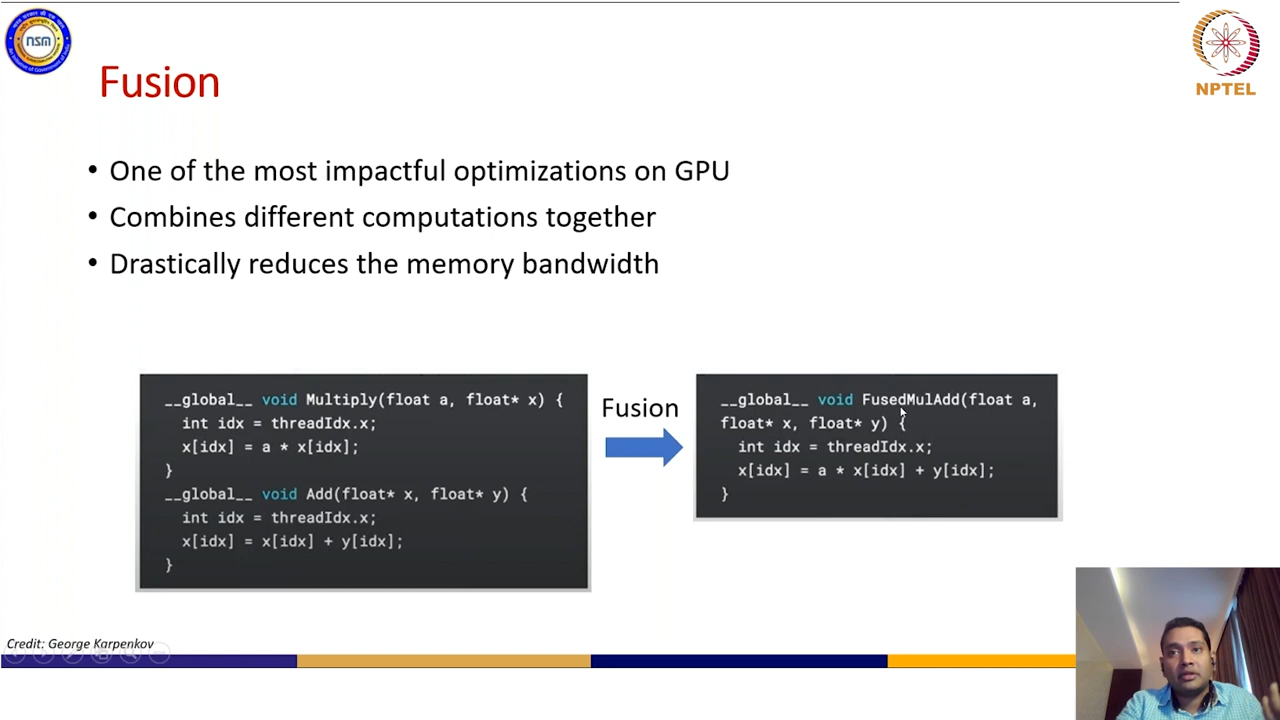 nsm
NPTEL
Fusion
• One of the most impactful optimizations on GPU
• Combines different computations together
• Drastically reduces the memory bandwidth
__global__ void Multiply(float a, float* x) {
int idx = threadIdx.x;
x[idx] = a * x[idx];
}
__global__ void Add(float* x, float* y) {
int idx = threadIdx.x;
x[idx] = x[idx] + y[idx];
}
Fusion
__global__ void FusedMulAdd(float a,
float* x, float* y) {
int idx = threadIdx.x;
x[idx] = a * x[idx] + y[idx];
}
Credit: George Karpenkov